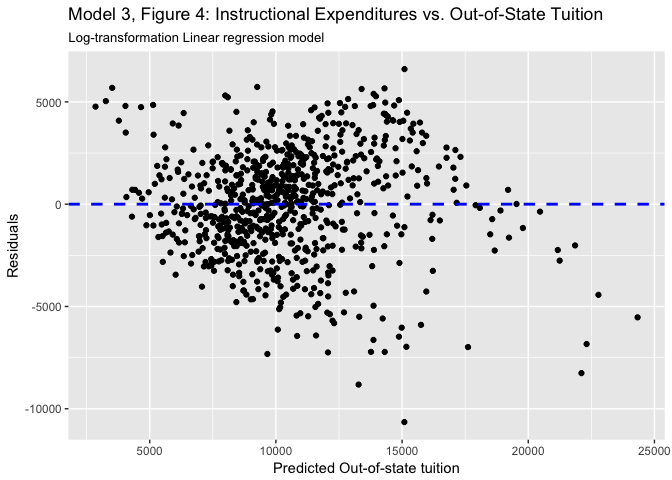 Model 3, Figure 4: Instructional Expenditures vs. Out-of-State Tuition
Log-transformation Linear regression model
5000
0
-5000
-10000
Residuals
5000
10000
15000
20000
25000
Predicted Out-of-state tuition